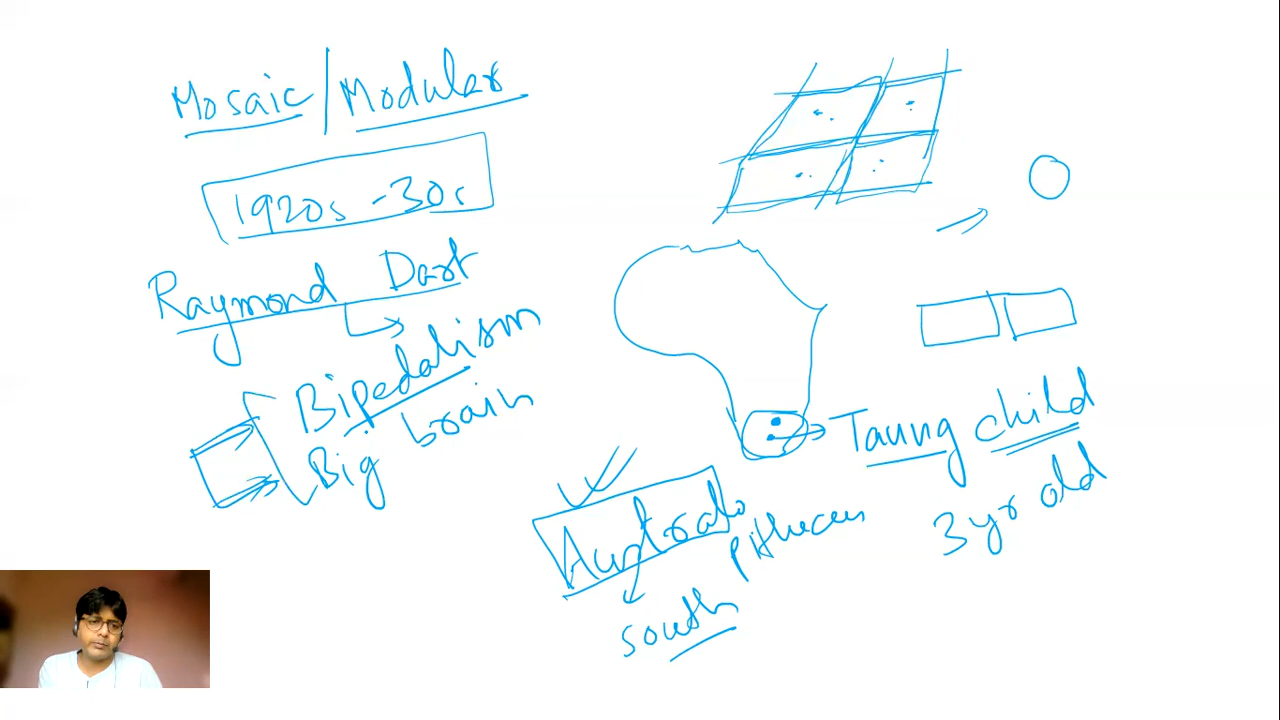 Mosaic/Modular
1920s-30s
Raymond Dart
Bipedalism
Big brain
Taung child
3 yr old
Australo
pithecus
south